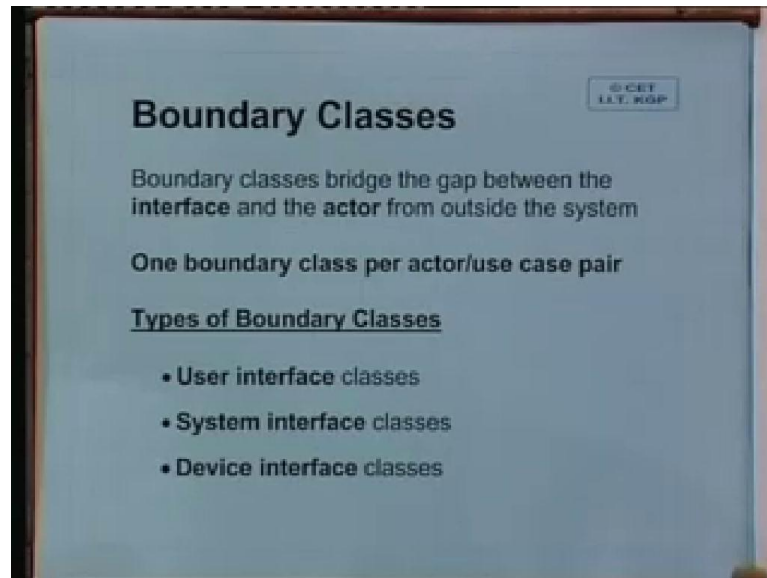 © CET
I.I.T. KGP
Boundary Classes
Boundary classes bridge the gap between the
interface and the actor from outside the system
One boundary class per actor/use case pair
Types of Boundary Classes
• User interface classes
• System interface classes
• Device interface classes